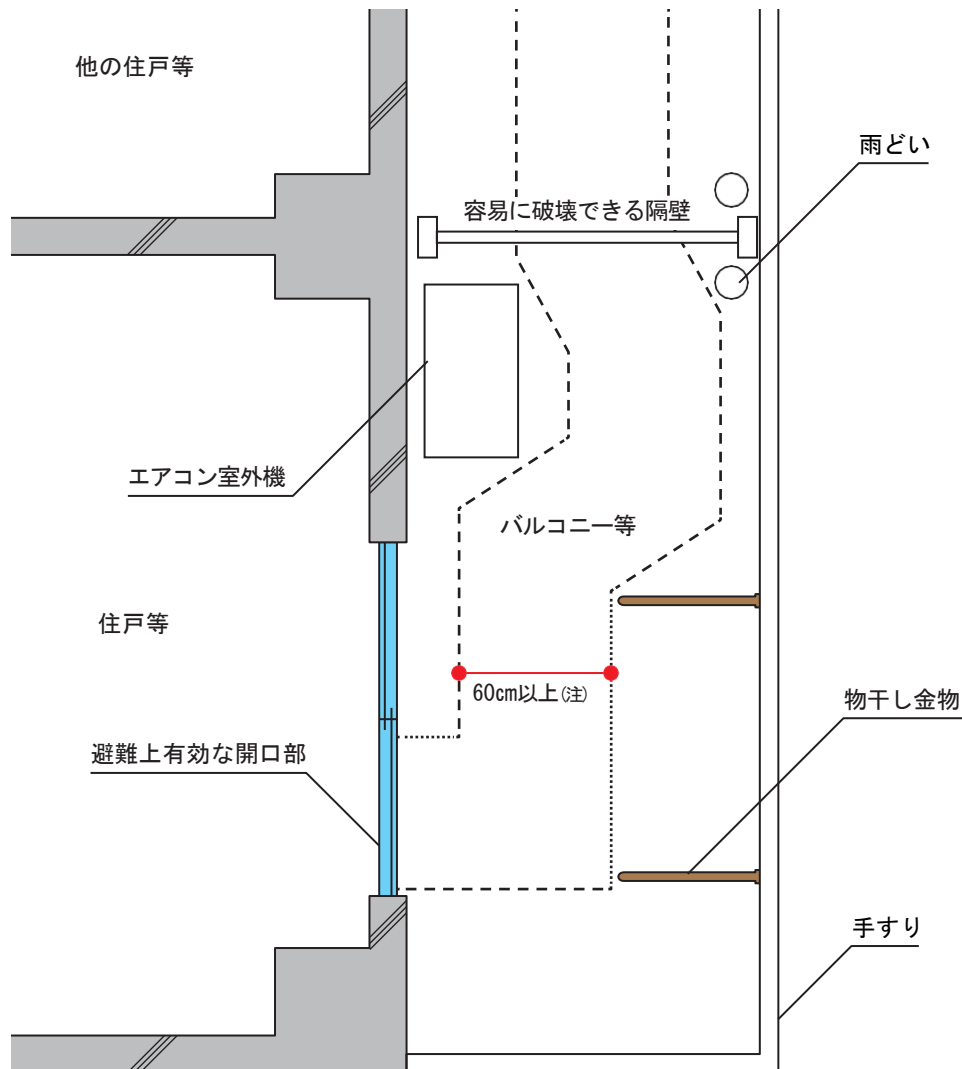 他の住戸等
雨どい
容易に破壊できる隔壁
エアコン室外機
バルコニー等
住戸等
60cm以上(注)
物干し金物
避難上有効な開口部
手すり